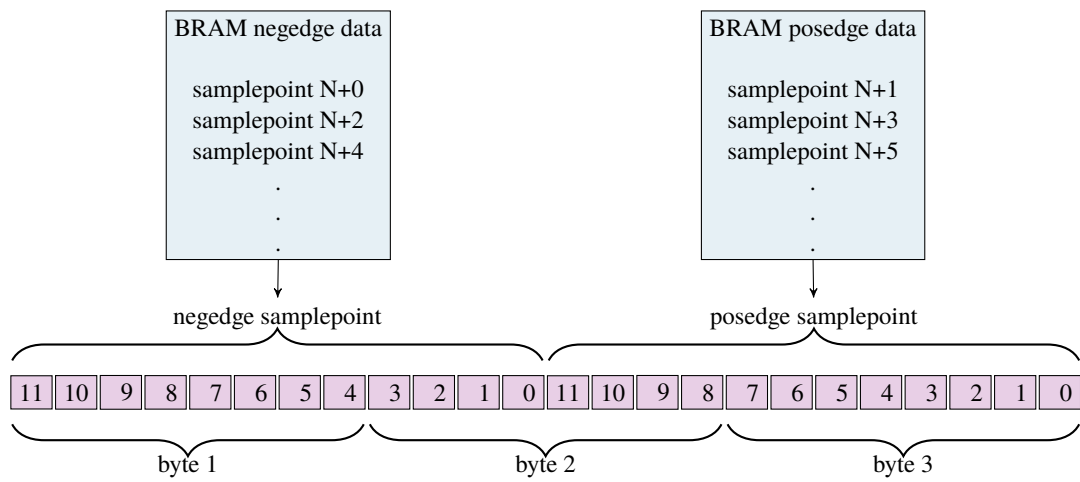 BRAM negedge data
samplepoint N+0
samplepoint N+2
samplepoint N+4
.
.
.
BRAM posedge data
samplepoint N+1
samplepoint N+3
samplepoint N+5
.
.
.
negedge samplepoint
posedge samplepoint
11 10 9 8 7 6 5 4 3 2 1 0 11 10 9 8 7 6 5 4 3 2 1 0
byte 1
byte 2
byte 3